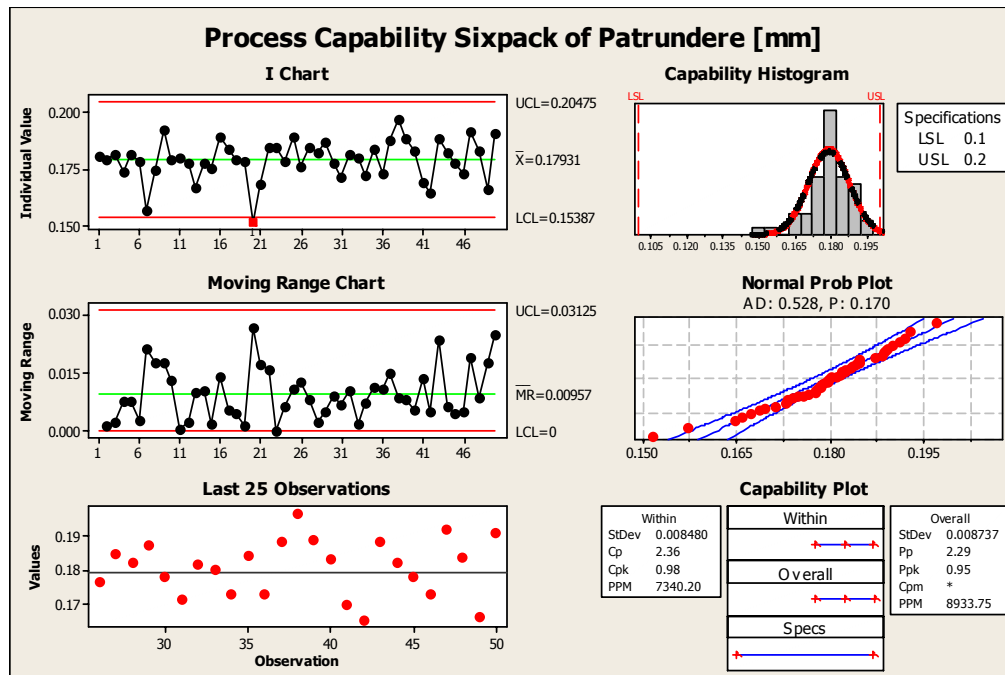 Process Capability Sixpack of Patrundere [mm]
I Chart
Individual Value
0.200
0.175
0.150
UCL=0.20475
X=0.17931
LCL=0.15387
1
1 6 11 16 21 26 31 36 41 46
Capability Histogram
LSL
USL
0.105 0.120 0.135 0.150 0.165 0.180 0.195
Specifications
LSL 0.1
USL 0.2
Moving Range Chart
Moving Range
0.030
0.015
0.000
UCL=0.03125
MR=0.00957
LCL=0
1 6 11 16 21 26 31 36 41 46
Normal Prob Plot
AD: 0.528, P: 0.170
0.150 0.165 0.180 0.195
Last 25 Observations
Values
0.19
0.18
0.17
30 35 40 45 50
Observation
Capability Plot
Within
StDev 0.008480
Cp 2.36
Cpk 0.98
PPM 7340.20
Within
Overall
Specs
Overall
StDev 0.008737
Pp 2.29
Ppk 0.95
Cpm *
PPM 8933.75